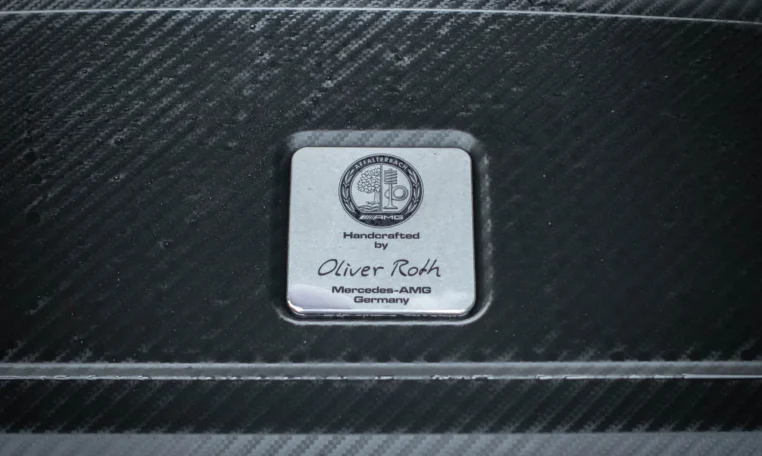 AFFALTERBACH
AMG
Handcrafted
by
Oliver Roth
Mercedes-AMG
Germany